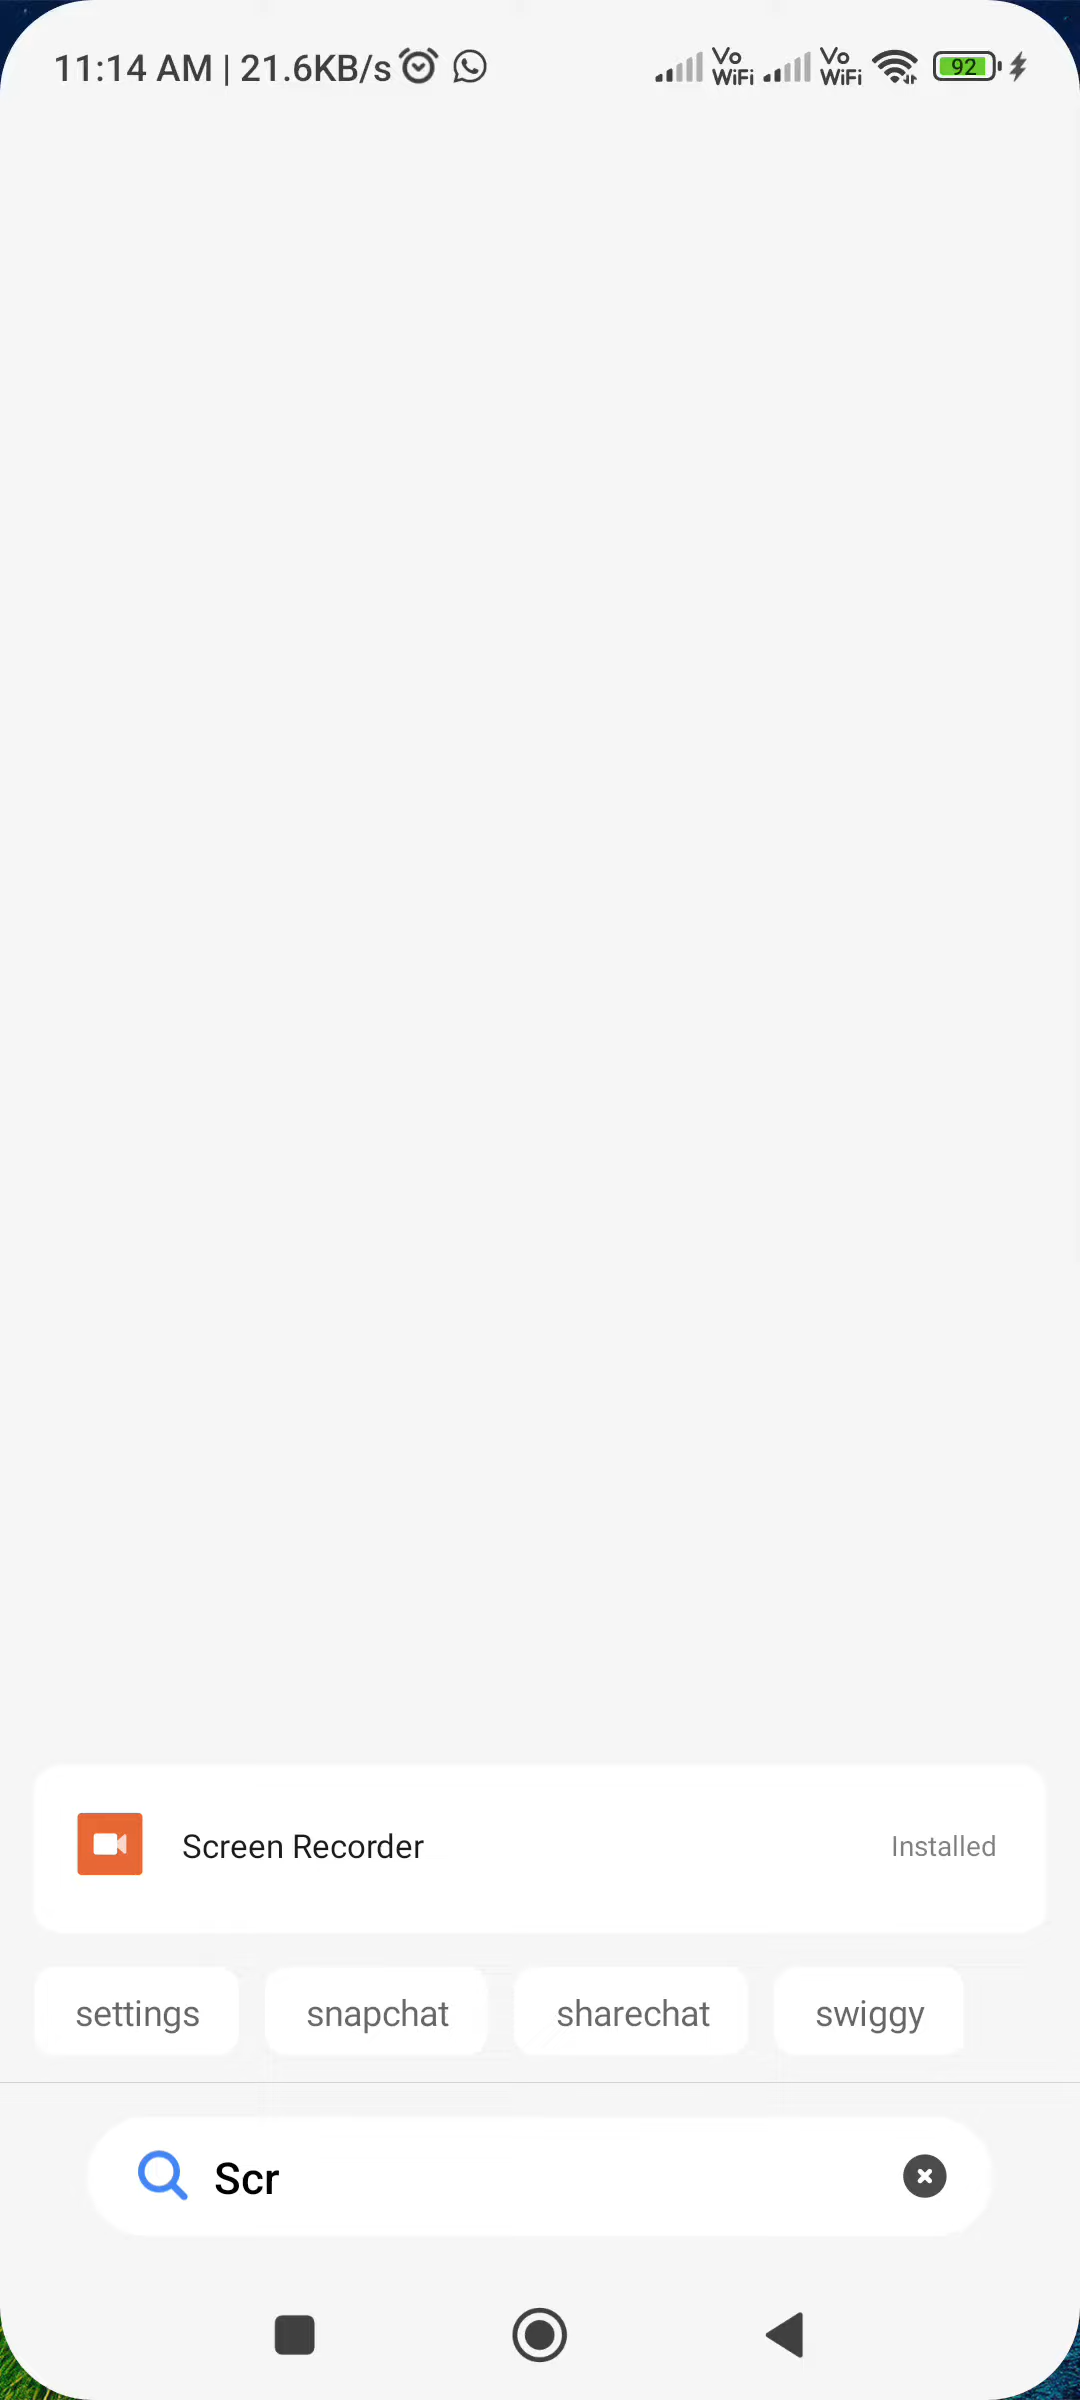 11:14 AM | 21.6KB/s Vo WiFi Vo WiFi 92
Screen Recorder Installed
settings snapchat sharechat swiggy
Scr